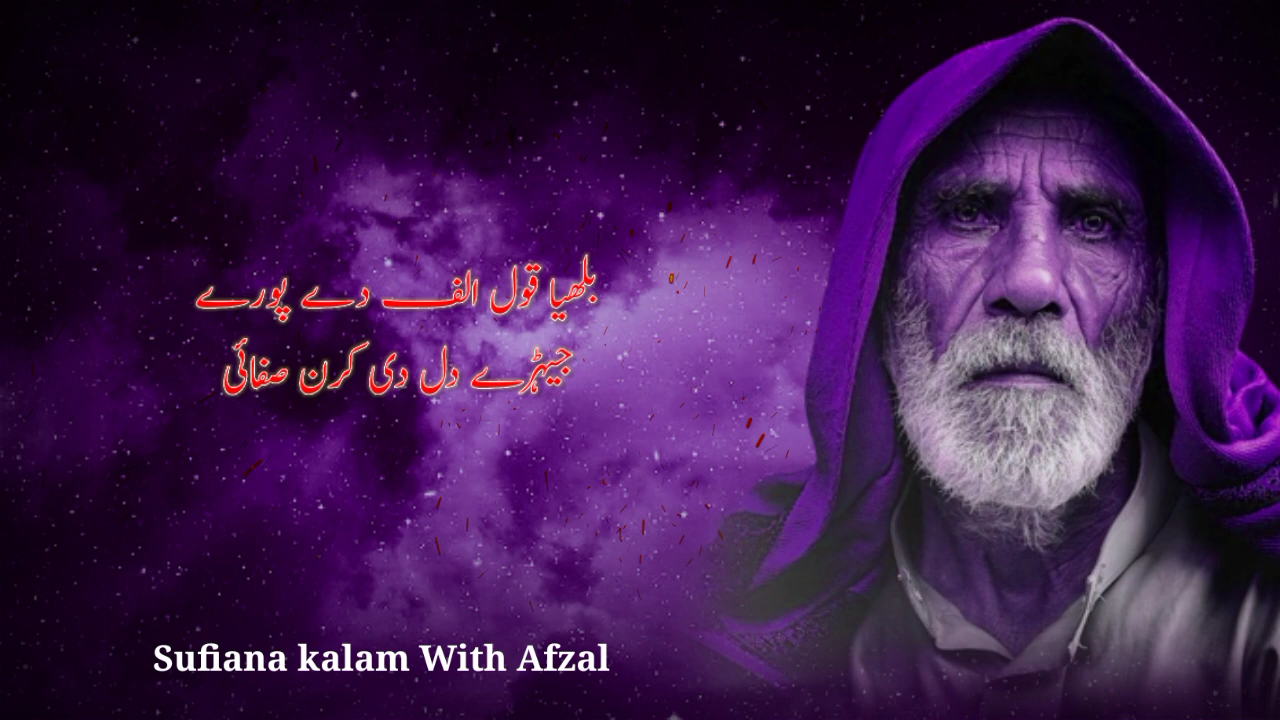 بلھیا قول الف دے پورے
جیہڑے دل دی کرن صفائی
Sufiana kalam With Afzal